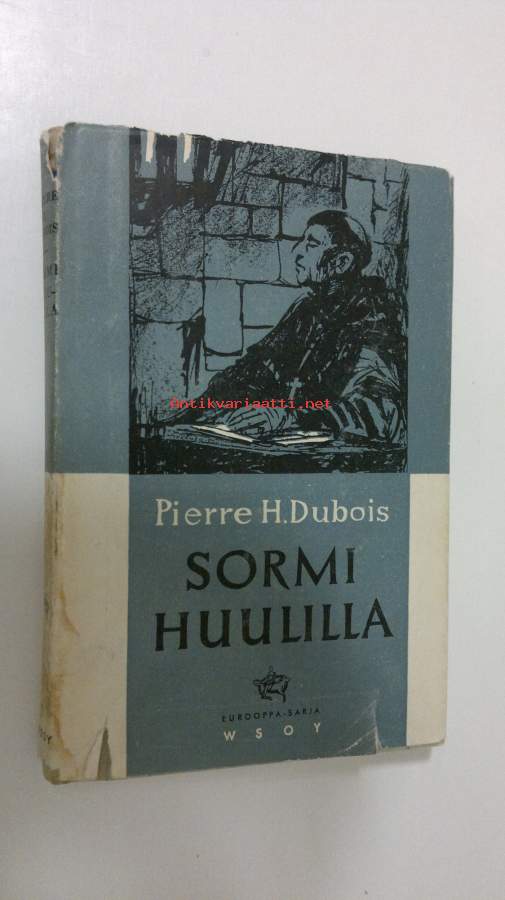 Antikvariaatti.net
Pierre H. Dubois
SORMI
HUULILLA
EUROOPPA-SARJA
WSOY